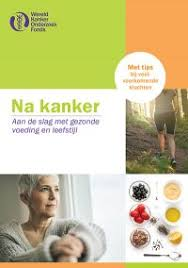 Wereld
Kanker
Onderzoek
Fonds
Met tips
bij veel-
voorkomende
klachten
Na kanker
Aan de slag met gezonde
voeding en leefstijl